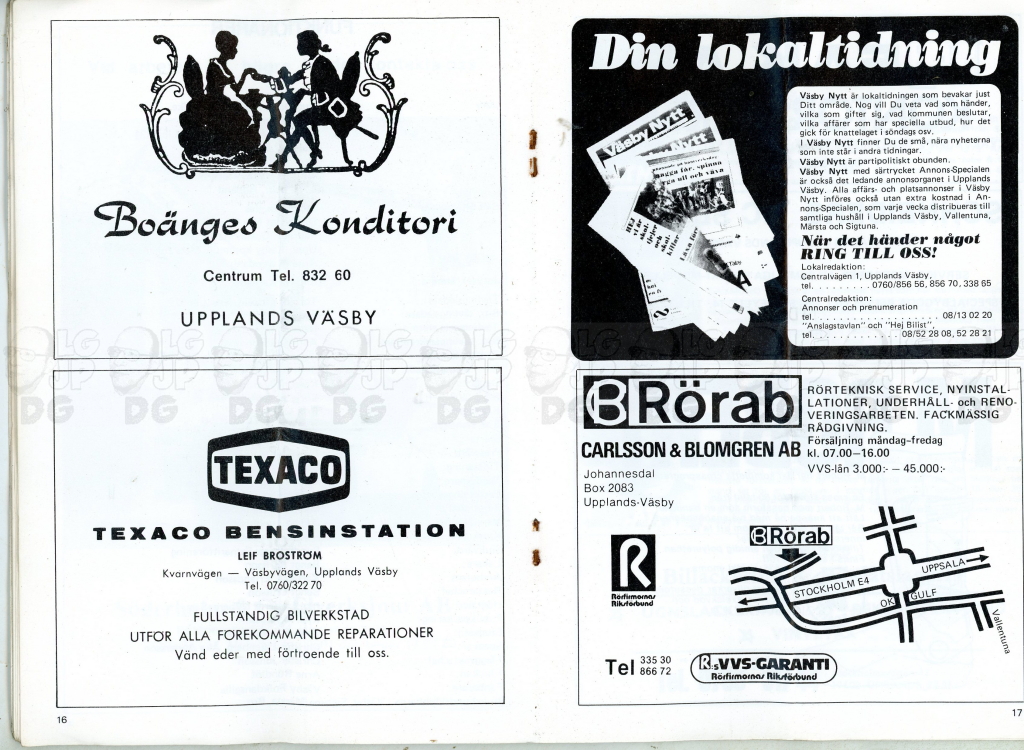 Boänges Konditori
Centrum Tel. 832 60
UPPLANDS VÄSBY
TEXACO
TEXACO BENSINSTATION
LEIF BROSTRÖM
Kvarnvägen — Väsbyvägen, Upplands Väsby
Tel. 0760/322 70
FULLSTÄNDIG BILVERKSTAD
UTFÖR ALLA FÖREKOMMANDE REPARATIONER
Vänd eder med förtroende till oss.
16
Din lokaltidning
Väsby Nytt är lokaltidningen som bevakar just
Ditt område. Nog vill Du veta vad som händer,
vilka som gifter sig, vad kommunen beslutar,
vilka affärer som har speciella utbud, hur det
gick för knattelaget i söndags osv.
I Väsby Nytt finner Du de små, nära nyheterna
som inte står i andra tidningar.
Väsby Nytt är partipolitiskt obunden.
Väsby Nytt med särtrycket Annons-Specialen
är också det ledande annonsorganet i Upplands
Väsby. Alla affärs- och platsannonser i Väsby
Nytt införes också utan extra kostnad i An-
nons-Specialen, som varje vecka distribueras till
samtliga hushåll i Upplands Väsby, Vallentuna,
Märsta och Sigtuna.
När det händer något
RING TILL OSS!
Lokalredaktion:
Centralvägen 1, Upplands Väsby,
tel. . . . . . . . . . 0760/856 56, 856 70, 338 65
Centralredaktion:
Annonser och prenumeration
tel. . . . . . . . . . . . . . . . . . . . 08/13 02 20
"Anslagstavlan" och "Hej Bilist",
tel. . . . . . . . . . . . . . 08/52 28 08, 52 28 21
Väsby Nytt
Nytt
CB Rörab
CARLSSON & BLOMGREN AB
Johannesdal
Box 2083
Upplands-Väsby
RÖRTEKNISK SERVICE, NYINSTAL-
LATIONER, UNDERHÅLL- och RENO-
VERINGSARBETEN. FACKMÄSSIG
RÅDGIVNING.
Försäljning måndag–fredag
kl. 07.00—16.00
VVS-lån 3.000:- — 45.000:-
CB Rörab
STOCKHOLM E4
UPPSALA
OK
GULF
Vallentuna
R
Rörfirmornas
Riksförbund
Tel 335 30
866 72
R:s VVS-GARANTI
Rörfirmornas Riksförbund
17
LG
JP
DG